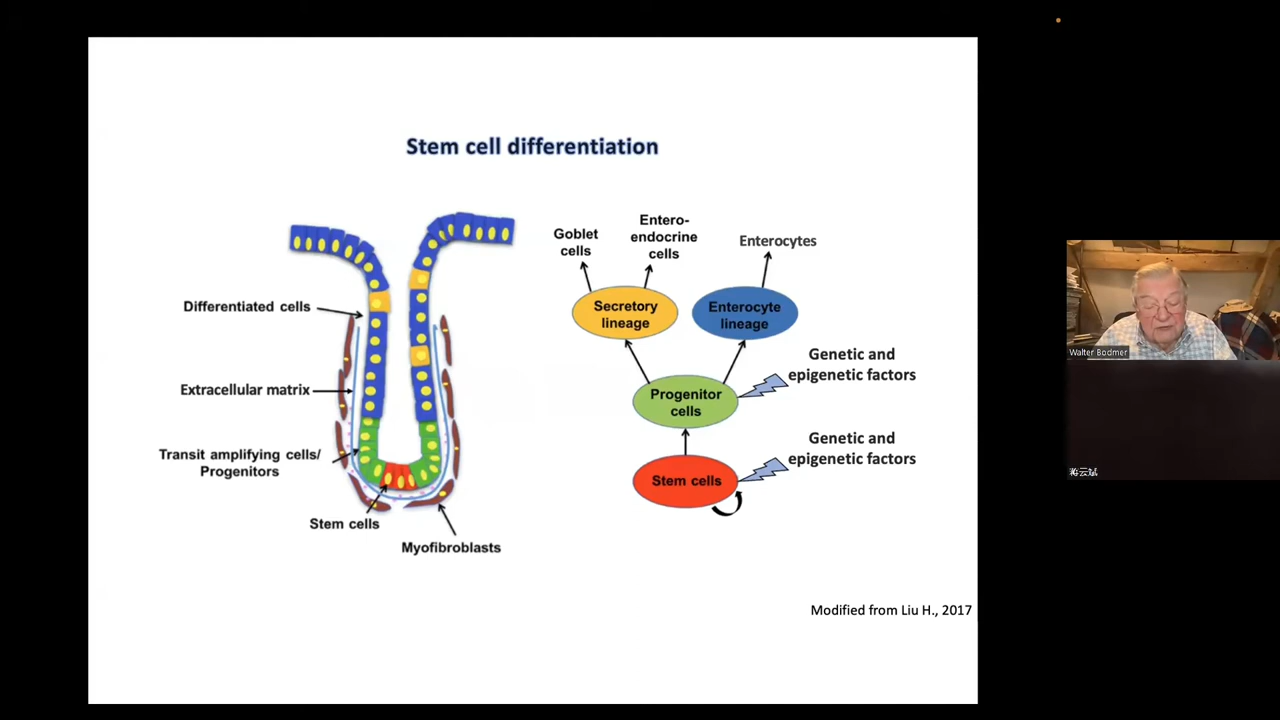 Stem cell differentiation
Differentiated cells
Extracellular matrix
Transit amplifying cells/
Progenitors
Stem cells
Myofibroblasts
Goblet
cells
Entero-
endocrine
cells
Enterocytes
Secretory
lineage
Enterocyte
lineage
Genetic and
epigenetic factors
Progenitor
cells
Genetic and
epigenetic factors
Stem cells
Modified from Liu H., 2017
Walter Bodmer
蒋云斌